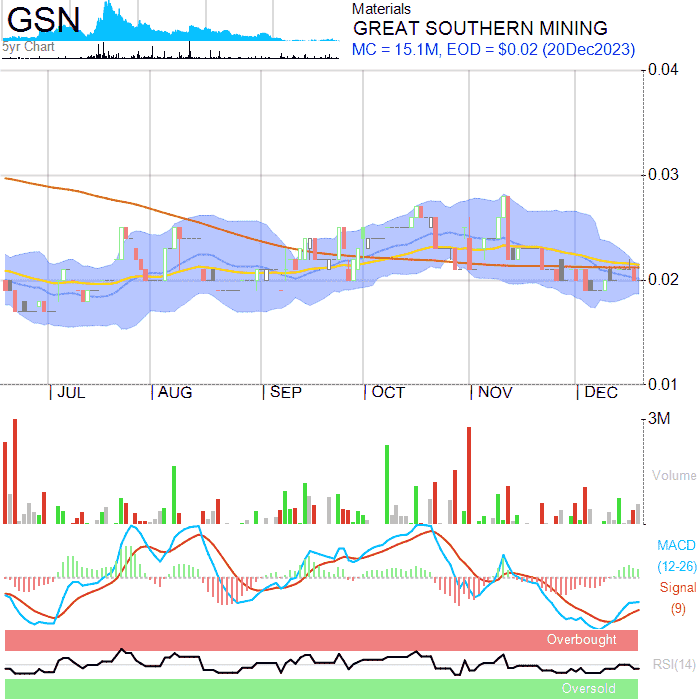 GSN
5yr Chart
Materials
GREAT SOUTHERN MINING
MC = 15.1M, EOD = $0.02 (20Dec2023)
0.04
0.03
0.02
0.01
JUL AUG SEP OCT NOV DEC
3M
Volume
MACD
(12-26)
Signal
(9)
Overbought
RSI(14)
Oversold